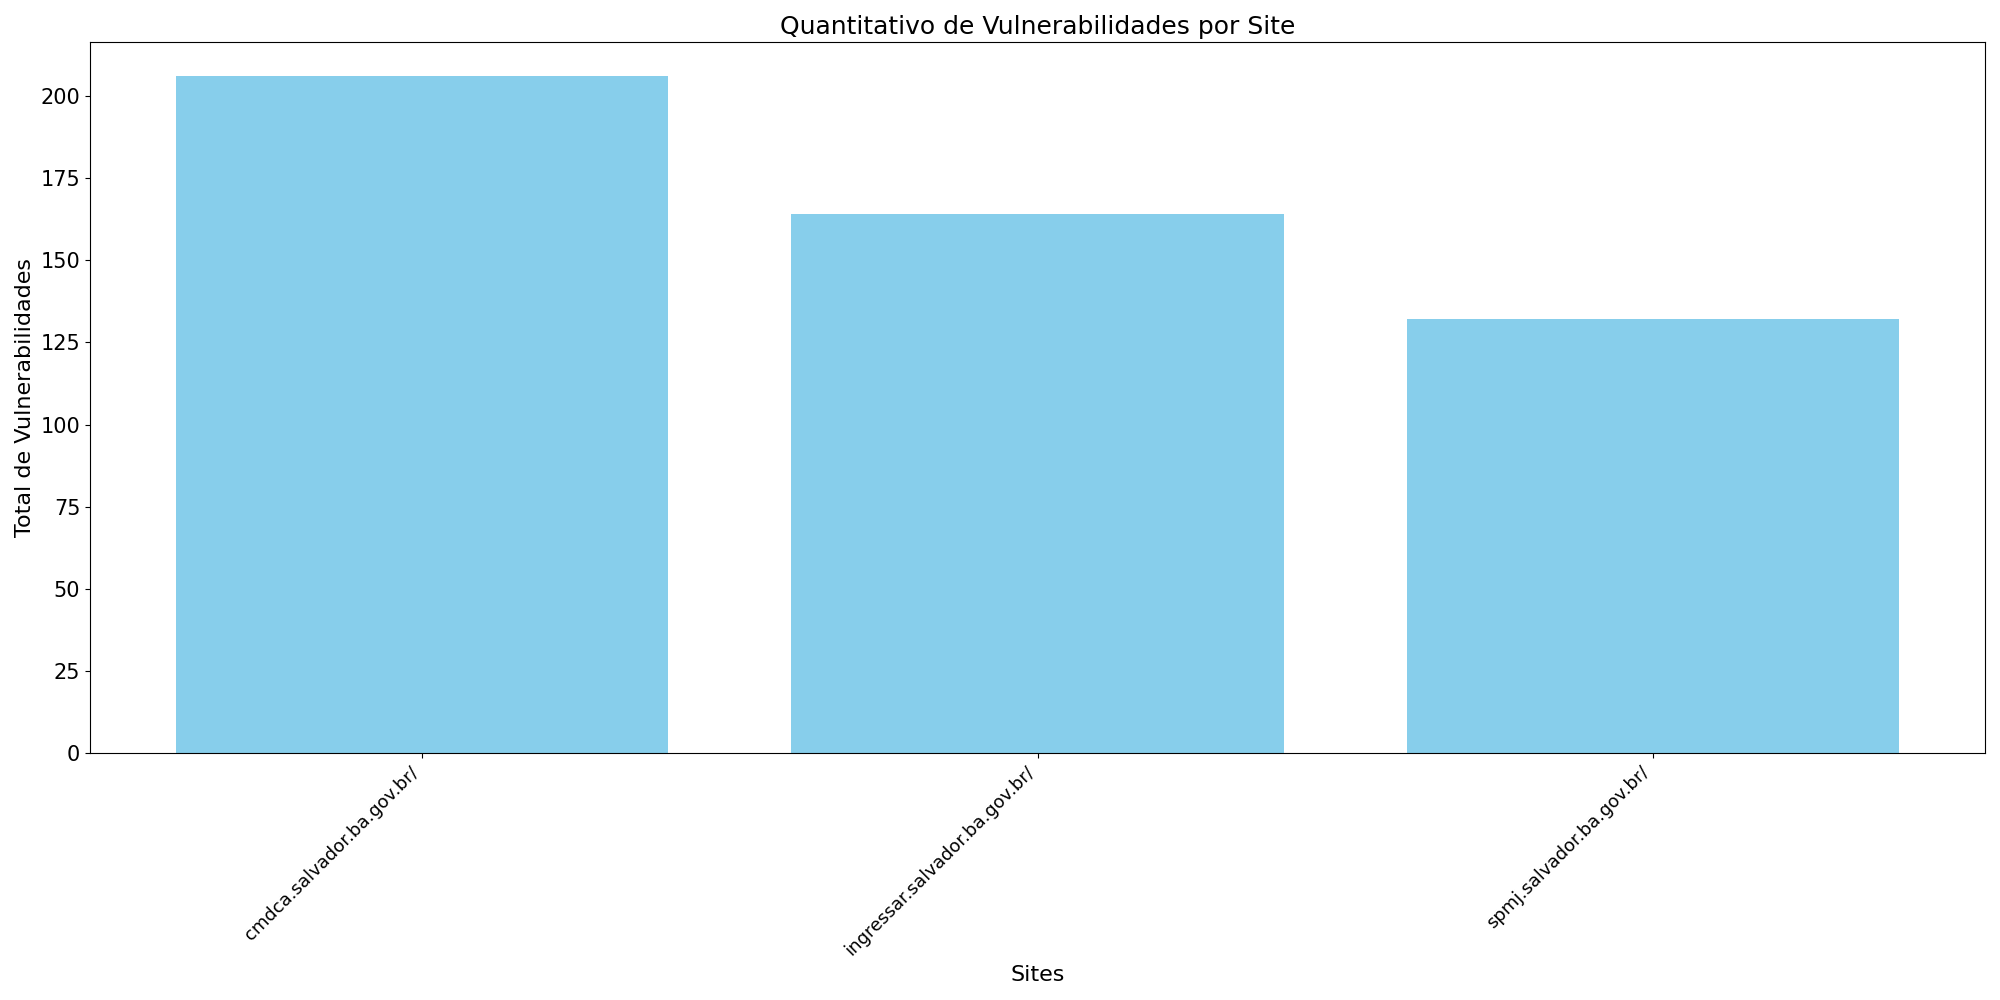 Quantitativo de Vulnerabilidades por Site
Total de Vulnerabilidades
200
175
150
125
100
75
50
25
0
cmdca.salvador.ba.gov.br/
ingressar.salvador.ba.gov.br/
spmj.salvador.ba.gov.br/
Sites